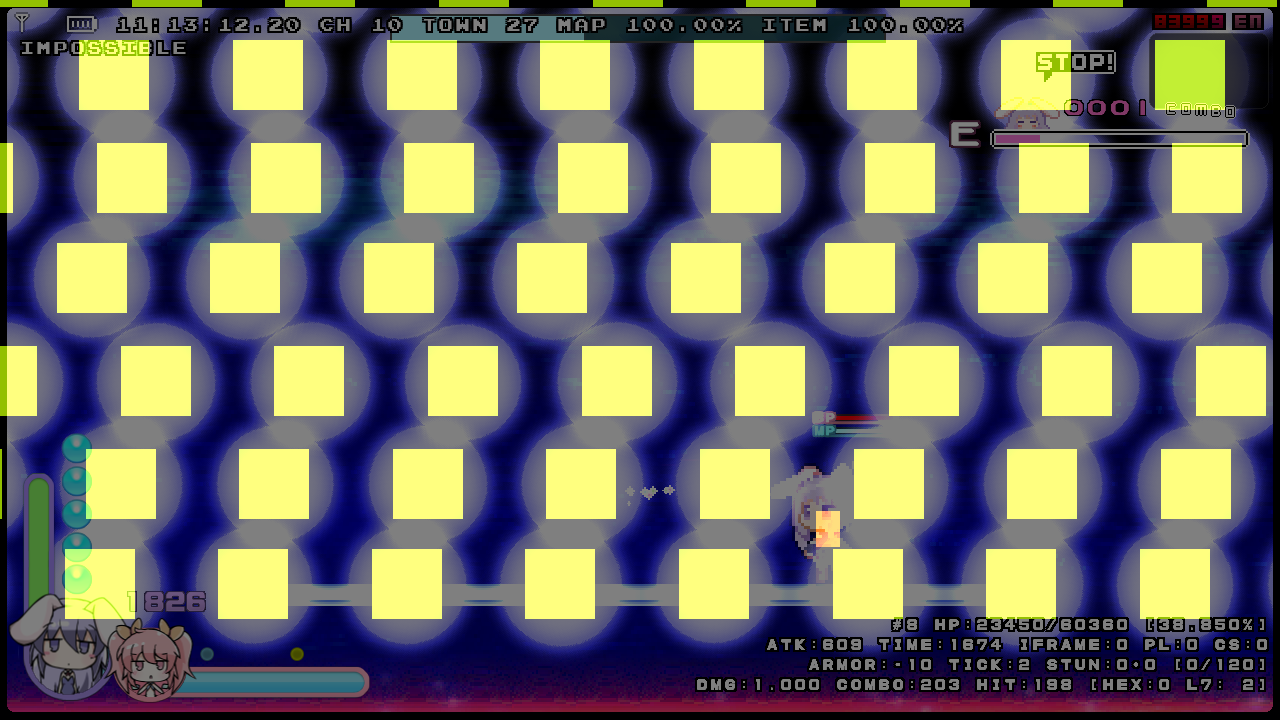 11:13:12.20 CH 10 TOWN 27 MAP 100.00% ITEM 100.00%
83999 EN
IMPOSSIBLE
STOP!
0001 COMBO
E
HP
MP
1826
#8 HP:23450/60360 [38.850%]
ATK:609 TIME:1674 IFRAME:0 PL:0 CS:0
ARMOR:-10 TICK:2 STUN:0.0 [0/120]
DMG:1.000 COMBO:203 HIT:198 [HEX:0 L7: 2]